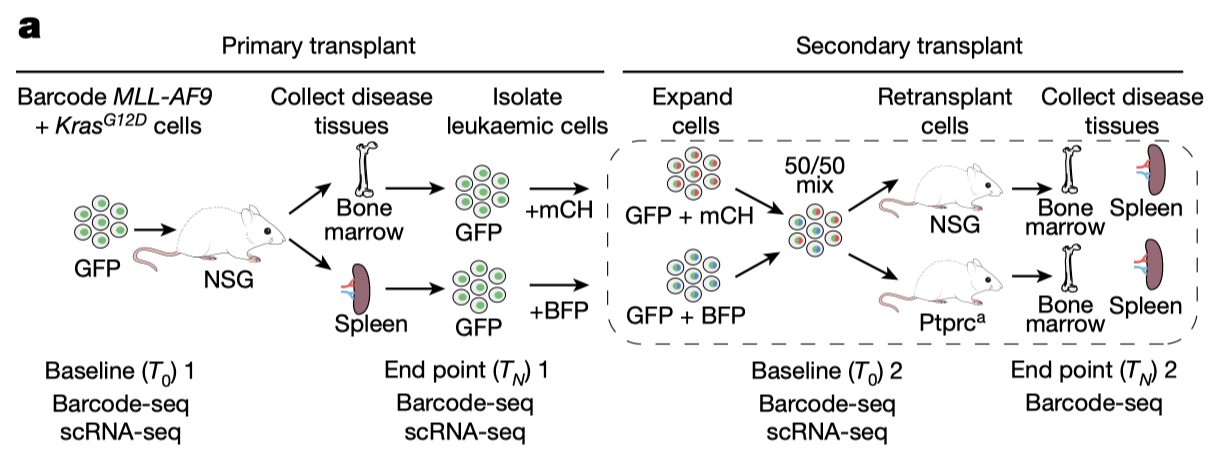 a
Primary transplant
Secondary transplant
Barcode MLL-AF9
+ Kras^G12D cells
Collect disease
tissues
Isolate
leukaemic cells
Expand
cells
Retransplant
cells
Collect disease
tissues
GFP
NSG
Bone
marrow
Spleen
GFP
+mCH
GFP
+BFP
GFP + mCH
GFP + BFP
50/50
mix
NSG
Ptprc^a
Bone
marrow
Spleen
Bone
marrow
Spleen
Baseline (T_0) 1
Barcode-seq
scRNA-seq
End point (T_N) 1
Barcode-seq
scRNA-seq
Baseline (T_0) 2
Barcode-seq
scRNA-seq
End point (T_N) 2
Barcode-seq